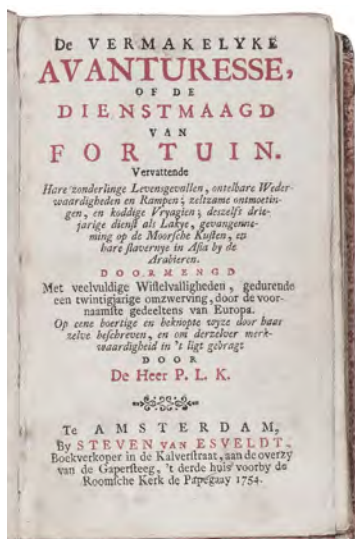 De VERMAKELYKE
AVANTURESSE,
OF DE
DIENSTMAAGD
VAN
FORTUIN.
Vervattende
Hare zonderlinge Levensgevallen, ontelbare Weder-
waardigheden en Rampen; zeltzame ontmoetin-
gen, en koddige Vryagien; deszelfs drie-
jarige dienst als Lakye, gevangenne-
ming op de Moorsche Kusten, en
hare slavernye in Asia by de
Arabieren.
DOORMENGD
Met veelvuldige Wisselvalligheden, gedurende
een twintigjarige omzwerving, door de voor-
naamste gedeeltens van Europa.
Op eene boertige en beknopte wyze door haar
zelve beschreven, en om derzelver merk-
waardigheid in 't ligt gebragt
DOOR
De Heer P. L. K.
Te AMSTERDAM,
By STEVEN VAN ESVELDT,
Boekverkoper in de Kalverstraat, aan de overzy
van de Gapersteeg, 't derde huis voorby de
Roomsche Kerk de Papegaay 1754.